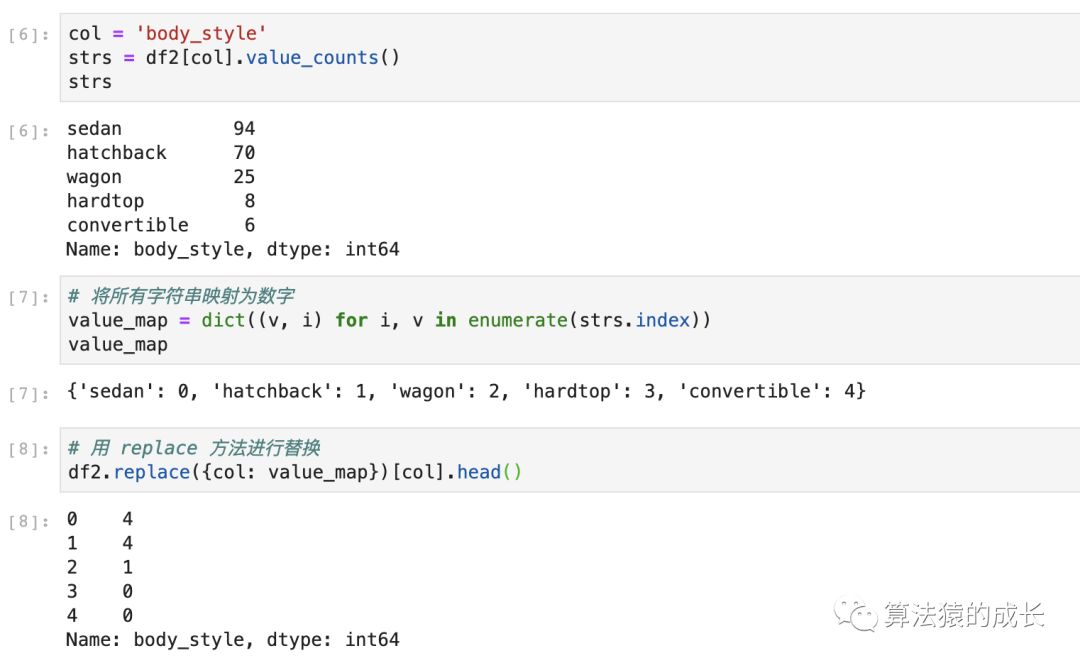 [6]: col = 'body_style'
strs = df2[col].value_counts()
strs
[6]: sedan 94
hatchback 70
wagon 25
hardtop 8
convertible 6
Name: body_style, dtype: int64
[7]: # 将所有字符串映射为数字
value_map = dict((v, i) for i, v in enumerate(strs.index))
value_map
[7]: {'sedan': 0, 'hatchback': 1, 'wagon': 2, 'hardtop': 3, 'convertible': 4}
[8]: # 用 replace 方法进行替换
df2.replace({col: value_map})[col].head()
[8]: 0 4
1 4
2 1
3 0
4 0
Name: body_style, dtype: int64
算法猿的成长